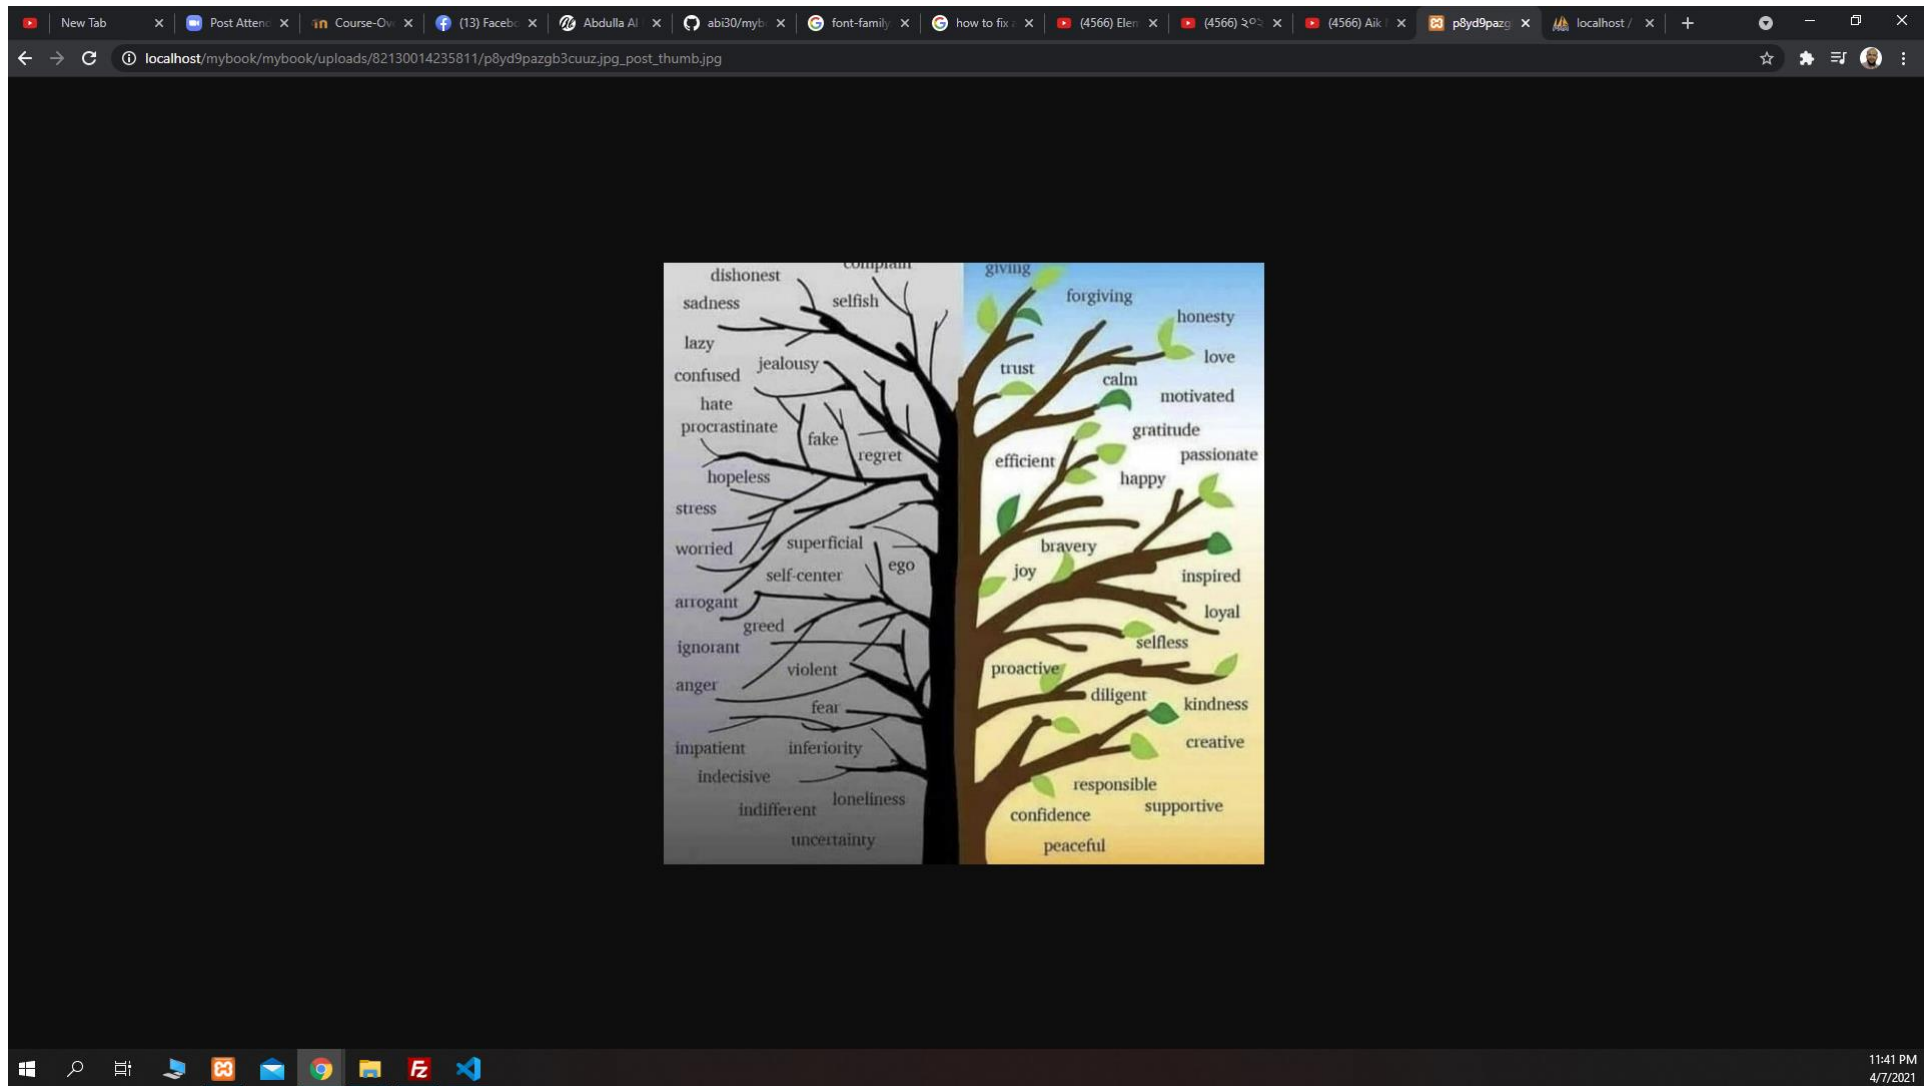 New Tab
Post Attend
Course-Ov
(13) Facebo
Abdulla Al
abi30/mybo
font-family
how to fix
(4566) Elem
(4566) ২০২
(4566) Aik
p8yd9pazg
localhost /
localhost/mybook/mybook/uploads/82130014235811/p8yd9pazgb3cuuz.jpg_post_thumb.jpg
complain
dishonest
sadness
selfish
lazy
jealousy
confused
hate
procrastinate
fake
regret
hopeless
stress
superficial
worried
ego
self-center
arrogant
greed
ignorant
violent
anger
fear
impatient
inferiority
indecisive
loneliness
indifferent
uncertainty
giving
forgiving
honesty
love
trust
calm
motivated
gratitude
passionate
efficient
happy
bravery
joy
inspired
loyal
selfless
proactive
diligent
kindness
creative
responsible
supportive
confidence
peaceful
11:41 PM
4/7/2021